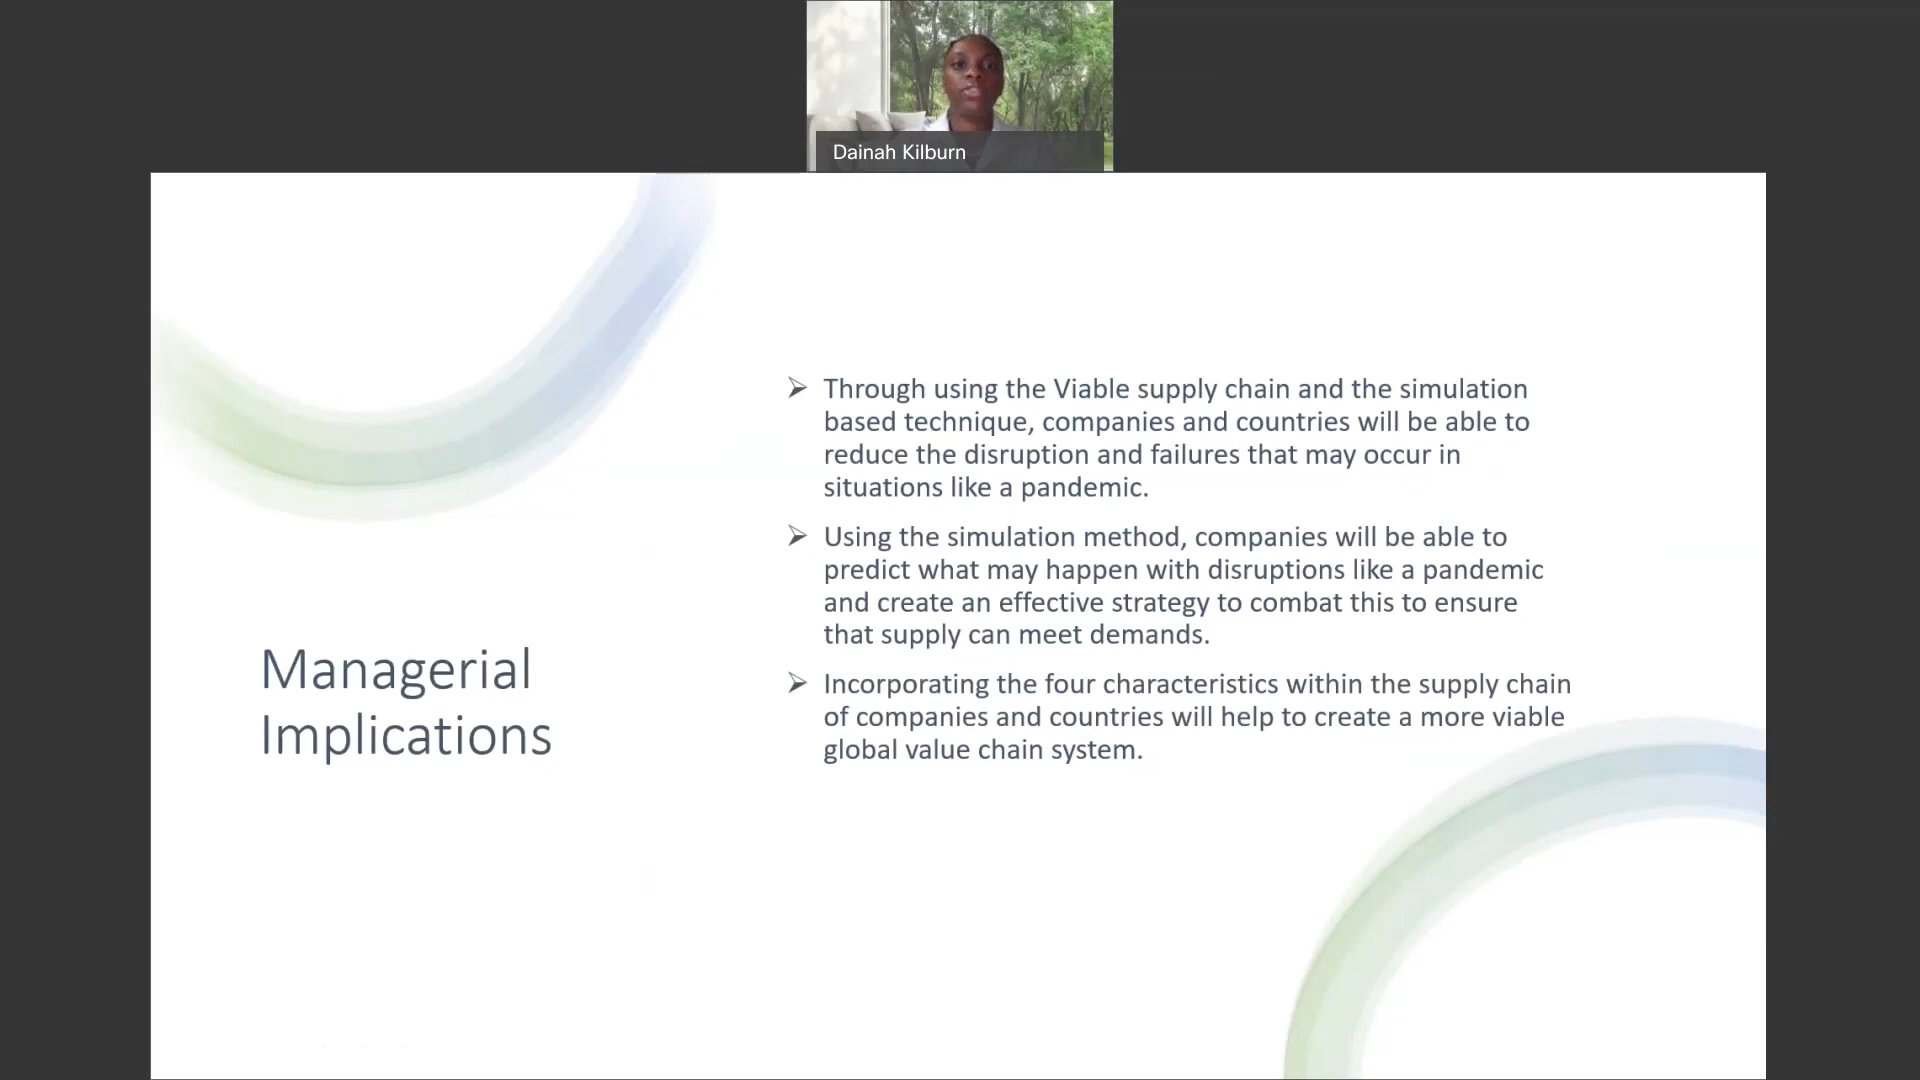 Dainah Kilburn
Managerial
Implications
➢ Through using the Viable supply chain and the simulation
based technique, companies and countries will be able to
reduce the disruption and failures that may occur in
situations like a pandemic.
➢ Using the simulation method, companies will be able to
predict what may happen with disruptions like a pandemic
and create an effective strategy to combat this to ensure
that supply can meet demands.
➢ Incorporating the four characteristics within the supply chain
of companies and countries will help to create a more viable
global value chain system.